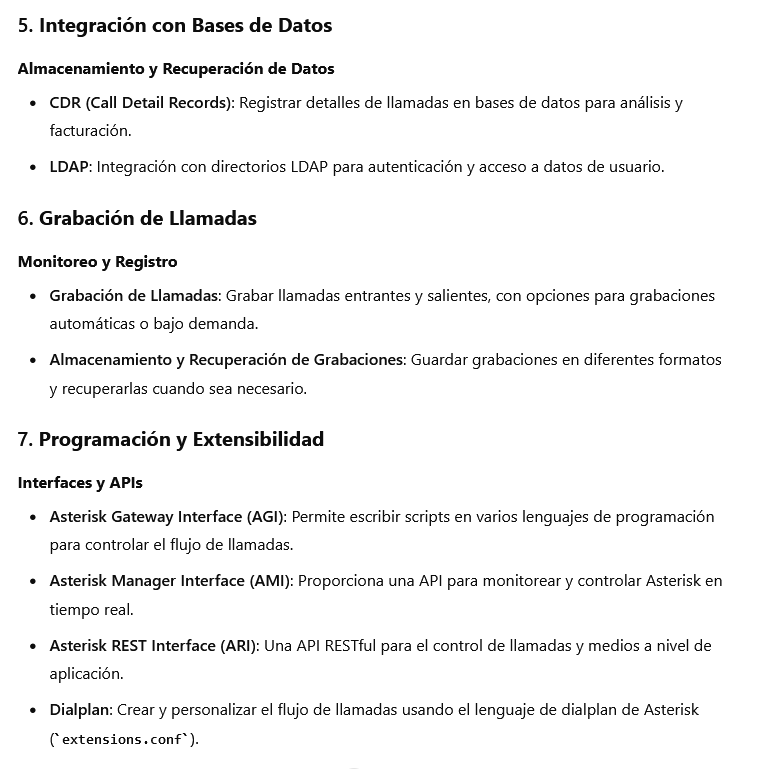 5. Integración con Bases de Datos
Almacenamiento y Recuperación de Datos
• CDR (Call Detail Records): Registrar detalles de llamadas en bases de datos para análisis y
facturación.
• LDAP: Integración con directorios LDAP para autenticación y acceso a datos de usuario.
6. Grabación de Llamadas
Monitoreo y Registro
• Grabación de Llamadas: Grabar llamadas entrantes y salientes, con opciones para grabaciones
automáticas o bajo demanda.
• Almacenamiento y Recuperación de Grabaciones: Guardar grabaciones en diferentes formatos
y recuperarlas cuando sea necesario.
7. Programación y Extensibilidad
Interfaces y APIs
• Asterisk Gateway Interface (AGI): Permite escribir scripts en varios lenguajes de programación
para controlar el flujo de llamadas.
• Asterisk Manager Interface (AMI): Proporciona una API para monitorear y controlar Asterisk en
tiempo real.
• Asterisk REST Interface (ARI): Una API RESTful para el control de llamadas y medios a nivel de
aplicación.
• Dialplan: Crear y personalizar el flujo de llamadas usando el lenguaje de dialplan de Asterisk
(`extensions.conf`).